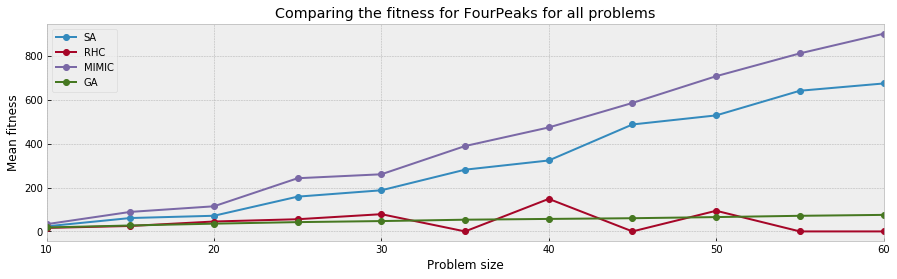 Comparing the fitness for FourPeaks for all problems
SA
RHC
MIMIC
GA
Mean fitness
800
600
400
200
0
10 20 30 40 50 60
Problem size